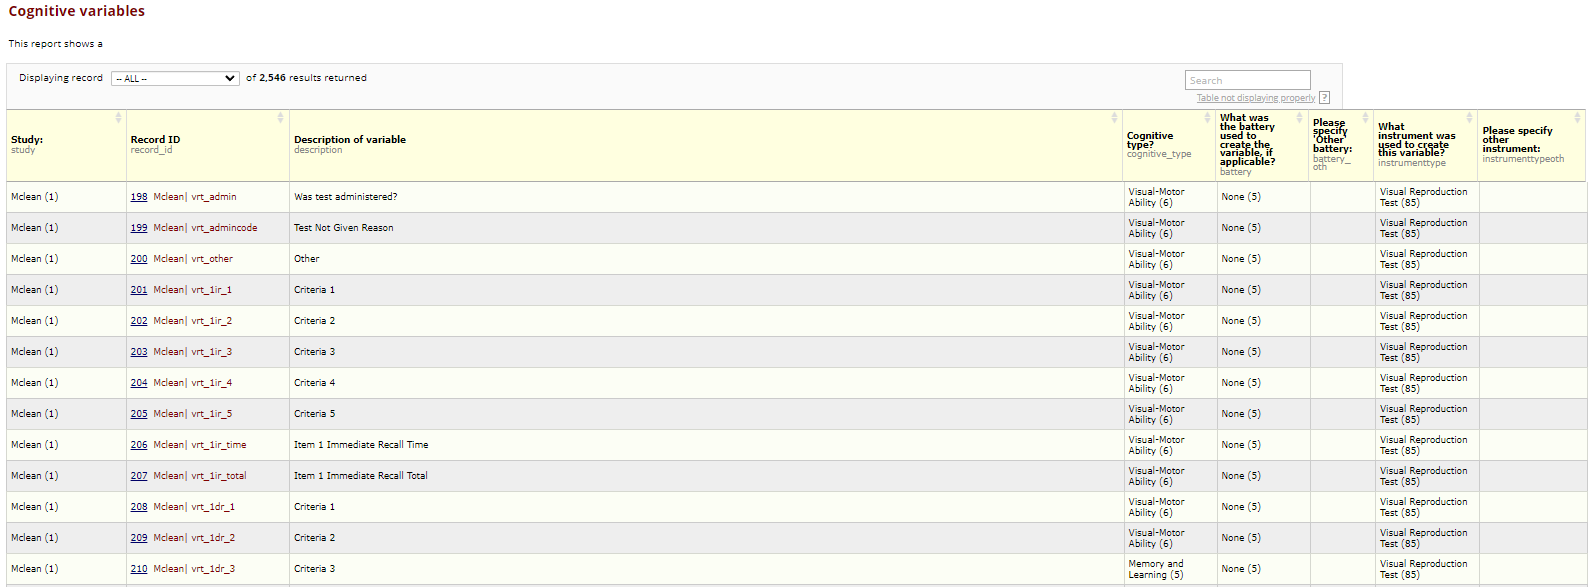 Cognitive variables
This report shows a
Displaying record -- ALL -- of 2,546 results returned
Search
Table not displaying properly ?
Study:
study
Record ID
record_id
Description of variable
description
Cognitive
type?
cognitive_type
What was
the battery
used to
create the
variable, if
applicable?
battery
Please
specify
'Other'
battery:
battery_
oth
What
instrument was
used to create
this variable?
instrumenttype
Please specify
other
instrument:
instrumenttypeoth
Mclean (1) 198 Mclean| vrt_admin Was test administered? Visual-Motor Ability (6) None (5) Visual Reproduction Test (85)
Mclean (1) 199 Mclean| vrt_admincode Test Not Given Reason Visual-Motor Ability (6) None (5) Visual Reproduction Test (85)
Mclean (1) 200 Mclean| vrt_other Other Visual-Motor Ability (6) None (5) Visual Reproduction Test (85)
Mclean (1) 201 Mclean| vrt_1ir_1 Criteria 1 Visual-Motor Ability (6) None (5) Visual Reproduction Test (85)
Mclean (1) 202 Mclean| vrt_1ir_2 Criteria 2 Visual-Motor Ability (6) None (5) Visual Reproduction Test (85)
Mclean (1) 203 Mclean| vrt_1ir_3 Criteria 3 Visual-Motor Ability (6) None (5) Visual Reproduction Test (85)
Mclean (1) 204 Mclean| vrt_1ir_4 Criteria 4 Visual-Motor Ability (6) None (5) Visual Reproduction Test (85)
Mclean (1) 205 Mclean| vrt_1ir_5 Criteria 5 Visual-Motor Ability (6) None (5) Visual Reproduction Test (85)
Mclean (1) 206 Mclean| vrt_1ir_time Item 1 Immediate Recall Time Visual-Motor Ability (6) None (5) Visual Reproduction Test (85)
Mclean (1) 207 Mclean| vrt_1ir_total Item 1 Immediate Recall Total Visual-Motor Ability (6) None (5) Visual Reproduction Test (85)
Mclean (1) 208 Mclean| vrt_1dr_1 Criteria 1 Visual-Motor Ability (6) None (5) Visual Reproduction Test (85)
Mclean (1) 209 Mclean| vrt_1dr_2 Criteria 2 Visual-Motor Ability (6) None (5) Visual Reproduction Test (85)
Mclean (1) 210 Mclean| vrt_1dr_3 Criteria 3 Memory and Learning (5) None (5) Visual Reproduction Test (85)